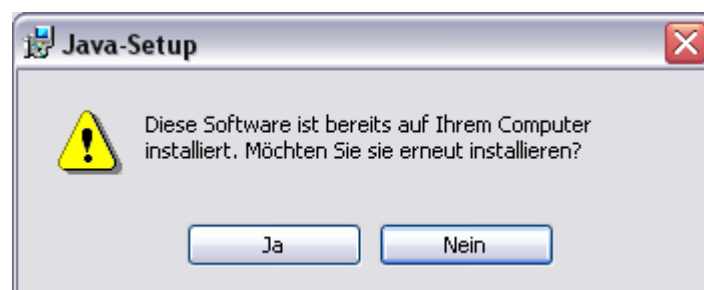 Java-Setup
Diese Software ist bereits auf Ihrem Computer
installiert. Möchten Sie sie erneut installieren?
Ja
Nein